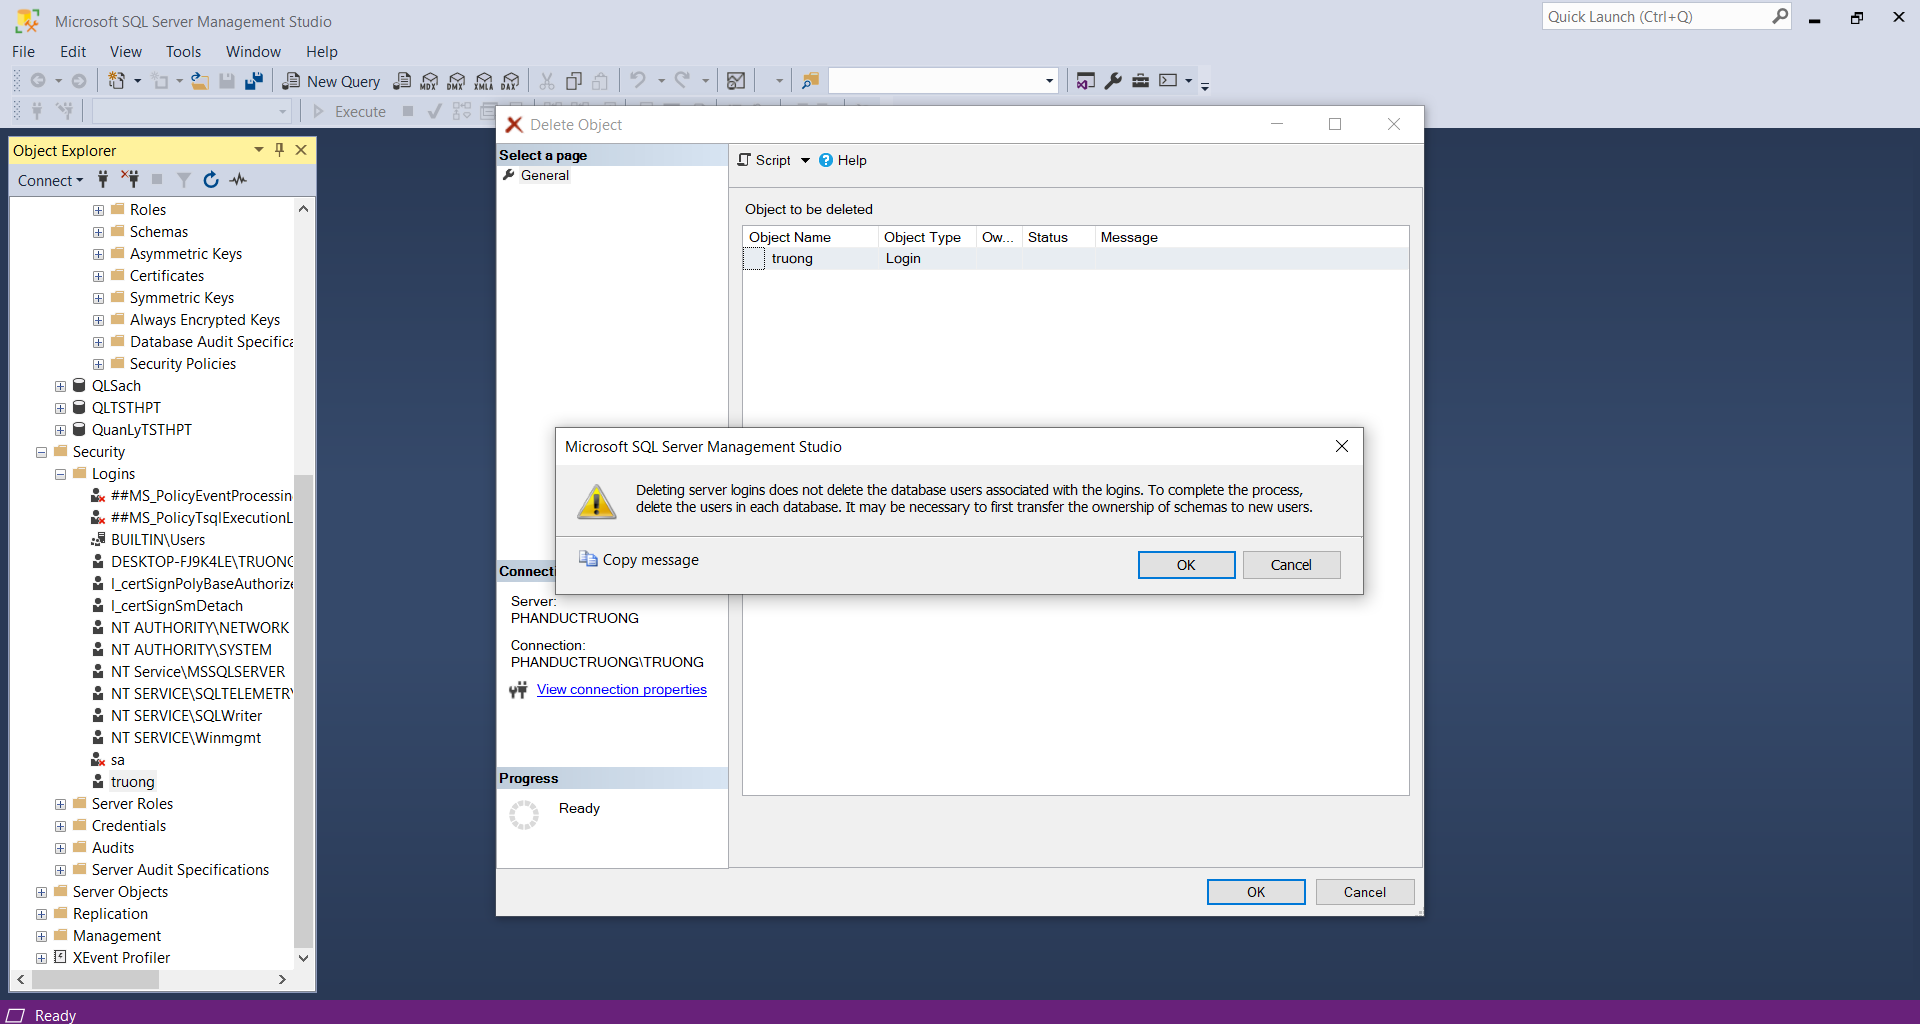 Microsoft SQL Server Management Studio
Quick Launch (Ctrl+Q)
File Edit View Tools Window Help
New Query
MDX DMX XMLA DAX
Execute
Object Explorer
Connect
Roles
Schemas
Asymmetric Keys
Certificates
Symmetric Keys
Always Encrypted Keys
Database Audit Specifica
Security Policies
QLSach
QLTSTHPT
QuanLyTSTHPT
Security
Logins
##MS_PolicyEventProcessin
##MS_PolicyTsqlExecutionL
BUILTIN\Users
DESKTOP-FJ9K4LE\TRUONG
l_certSignPolyBaseAuthorize
l_certSignSmDetach
NT AUTHORITY\NETWORK
NT AUTHORITY\SYSTEM
NT Service\MSSQLSERVER
NT SERVICE\SQLTELEMETRY
NT SERVICE\SQLWriter
NT SERVICE\Winmgmt
sa
truong
Server Roles
Credentials
Audits
Server Audit Specifications
Server Objects
Replication
Management
XEvent Profiler
Delete Object
Select a page
General
Script Help
Object to be deleted
Object Name Object Type Ow... Status Message
truong Login
Microsoft SQL Server Management Studio
Deleting server logins does not delete the database users associated with the logins. To complete the process,
delete the users in each database. It may be necessary to first transfer the ownership of schemas to new users.
Copy message
OK Cancel
Connecti
Server:
PHANDUCTRUONG
Connection:
PHANDUCTRUONG\TRUONG
View connection properties
Progress
Ready
OK Cancel
Ready